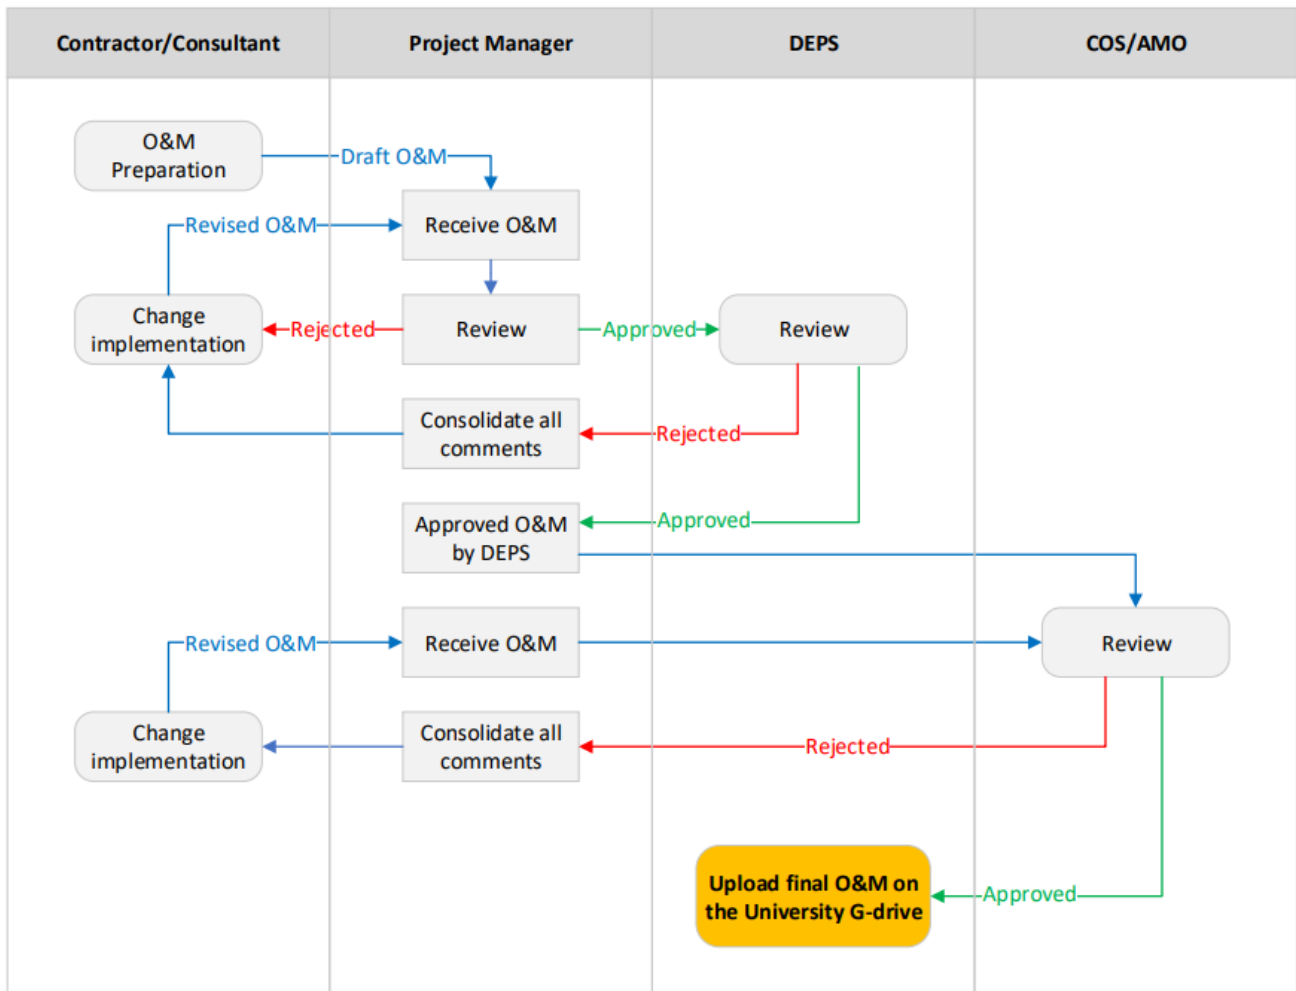 Contractor/Consultant
Project Manager
DEPS
COS/AMO
O&M
Preparation
Draft O&M
Revised O&M
Receive O&M
Change
implementation
Rejected
Review
Approved
Review
Consolidate all
comments
Rejected
Approved O&M
by DEPS
Approved
Revised O&M
Receive O&M
Review
Change
implementation
Consolidate all
comments
Rejected
Upload final O&M on
the University G-drive
Approved